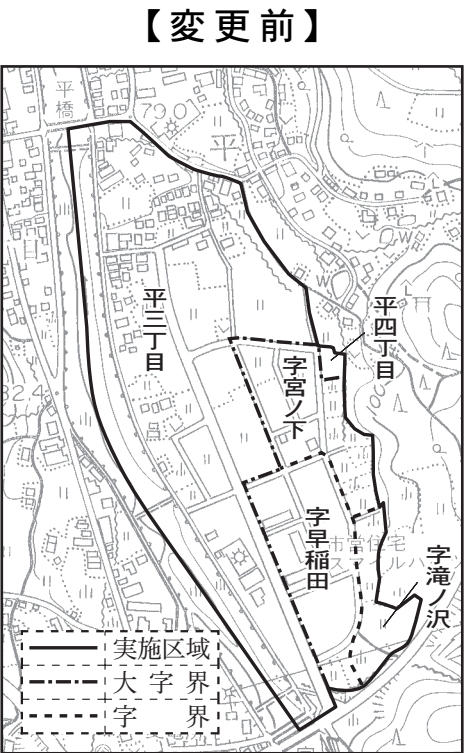 【変更前】
平橋
79.0
平
平三丁目
平四丁目
字宮ノ下
字早稲田
市営住宅
字滝ノ沢
82.4
実施区域
大字界
字界